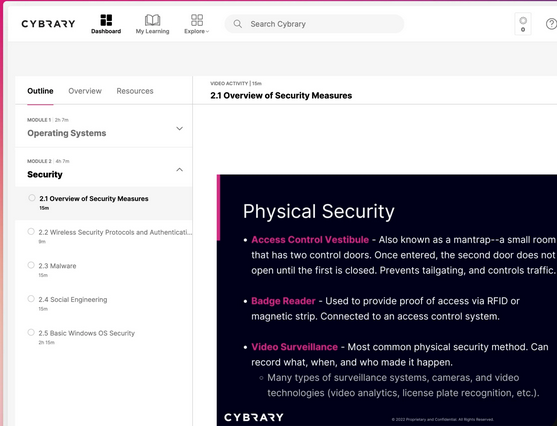 CYBRARY
Dashboard
My Learning
Explore
Search Cybrary
0
Outline
Overview
Resources
MODULE 1 | 2h 7m
Operating Systems
MODULE 2 | 4h 7m
Security
2.1 Overview of Security Measures
15m
2.2 Wireless Security Protocols and Authenticati...
9m
2.3 Malware
15m
2.4 Social Engineering
15m
2.5 Basic Windows OS Security
2h 15m
VIDEO ACTIVITY | 15m
2.1 Overview of Security Measures
Physical Security
• Access Control Vestibule - Also known as a mantrap--a small room
that has two control doors. Once entered, the second door does not
open until the first is closed. Prevents tailgating, and controls traffic.
• Badge Reader - Used to provide proof of access via RFID or
magnetic strip. Connected to an access control system.
• Video Surveillance - Most common physical security method. Can
record what, when, and who made it happen.
○ Many types of surveillance systems, cameras, and video
technologies (video analytics, license plate recognition, etc.).
CYBRARY
© 2022 Proprietary and Confidential. All Rights Reserved.